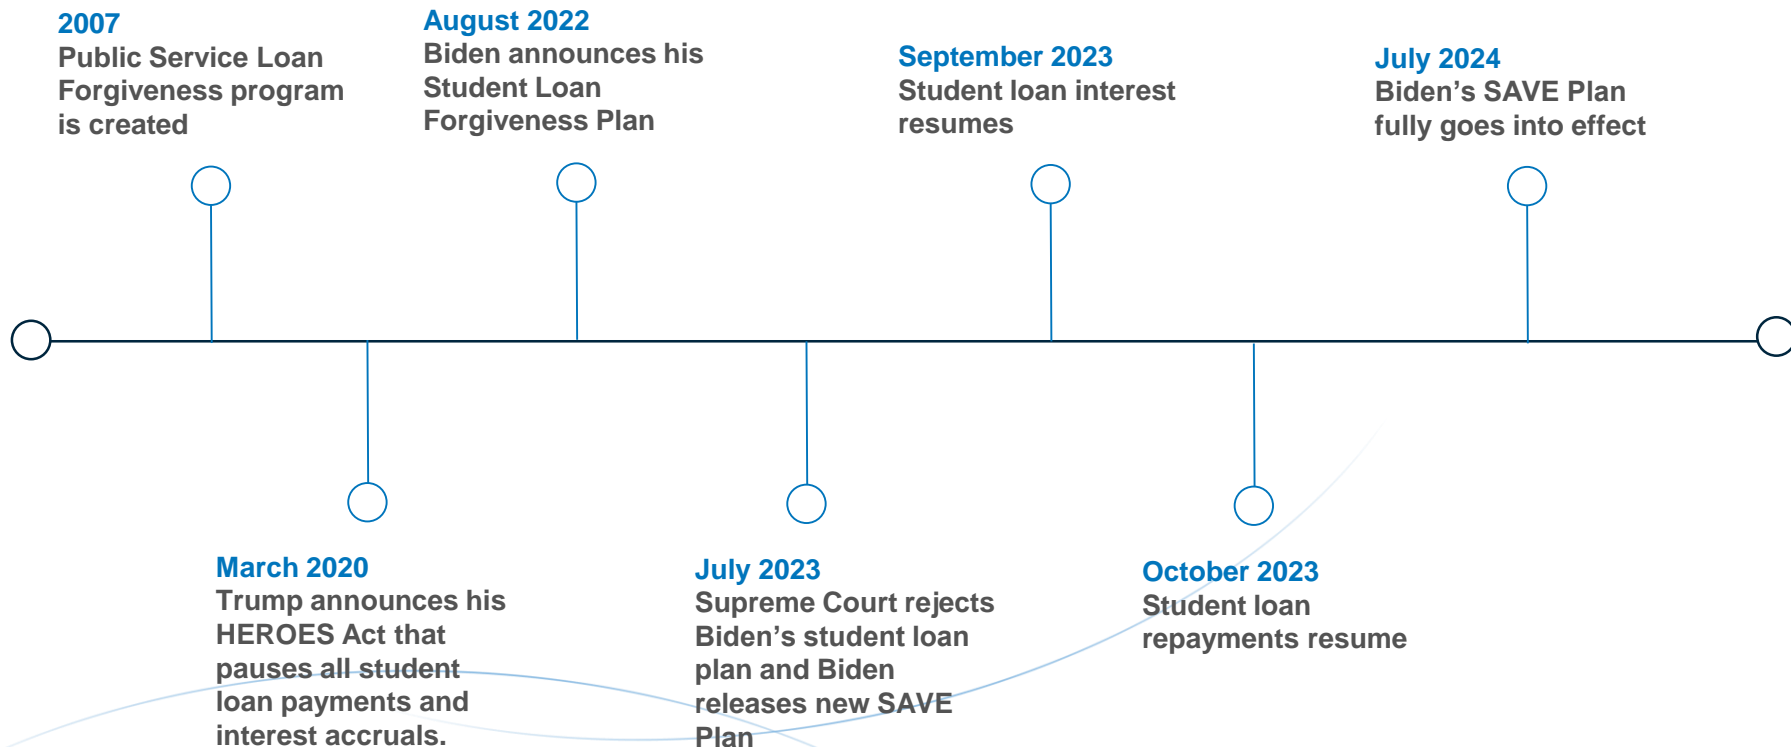 2007
Public Service Loan
Forgiveness program
is created
August 2022
Biden announces his
Student Loan
Forgiveness Plan
September 2023
Student loan interest
resumes
July 2024
Biden’s SAVE Plan
fully goes into effect
March 2020
Trump announces his
HEROES Act that
pauses all student
loan payments and
interest accruals.
July 2023
Supreme Court rejects
Biden’s student loan
plan and Biden
releases new SAVE
Plan
October 2023
Student loan
repayments resume